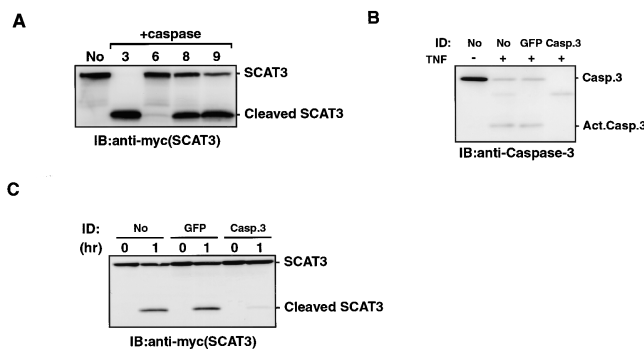 A
+caspase
No 3 6 8 9
SCAT3
Cleaved SCAT3
IB:anti-myc(SCAT3)
B
ID: No No GFP Casp.3
TNF - + + +
Casp.3
Act.Casp.3
IB:anti-Caspase-3
C
ID: No GFP Casp.3
(hr) 0 1 0 1 0 1
SCAT3
Cleaved SCAT3
IB:anti-myc(SCAT3)